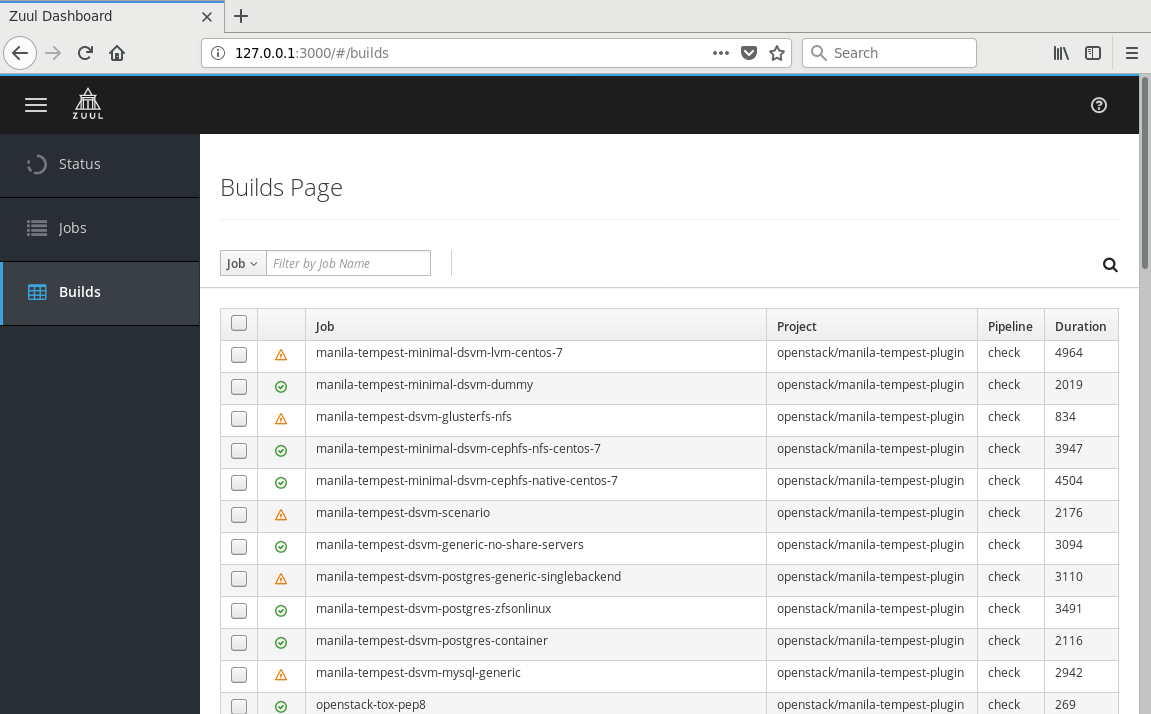 Zuul Dashboard
127.0.0.1:3000/#/builds
Search
ZUUL
Status
Jobs
Builds
Builds Page
Job Filter by Job Name
Job Project Pipeline Duration
manila-tempest-minimal-dsvm-lvm-centos-7 openstack/manila-tempest-plugin check 4964
manila-tempest-minimal-dsvm-dummy openstack/manila-tempest-plugin check 2019
manila-tempest-dsvm-glusterfs-nfs openstack/manila-tempest-plugin check 834
manila-tempest-minimal-dsvm-cephfs-nfs-centos-7 openstack/manila-tempest-plugin check 3947
manila-tempest-minimal-dsvm-cephfs-native-centos-7 openstack/manila-tempest-plugin check 4504
manila-tempest-dsvm-scenario openstack/manila-tempest-plugin check 2176
manila-tempest-dsvm-generic-no-share-servers openstack/manila-tempest-plugin check 3094
manila-tempest-dsvm-postgres-generic-singlebackend openstack/manila-tempest-plugin check 3110
manila-tempest-dsvm-postgres-zfsonlinux openstack/manila-tempest-plugin check 3491
manila-tempest-dsvm-postgres-container openstack/manila-tempest-plugin check 2116
manila-tempest-dsvm-mysql-generic openstack/manila-tempest-plugin check 2942
openstack-tox-pep8 openstack/manila-tempest-plugin check 269